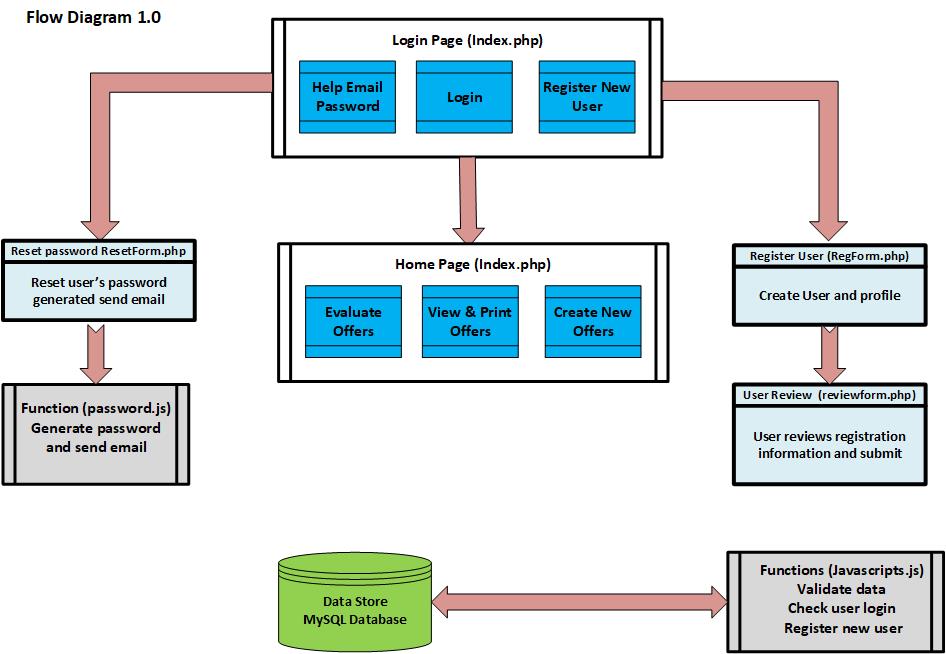 Flow Diagram 1.0
Login Page (Index.php)
Help Email
Password
Login
Register New
User
Reset password ResetForm.php
Reset user's password
generated send email
Home Page (Index.php)
Evaluate
Offers
View & Print
Offers
Create New
Offers
Register User (RegForm.php)
Create User and profile
Function (password.js)
Generate password
and send email
User Review (reviewform.php)
User reviews registration
information and submit
Data Store
MySQL Database
Functions (Javascripts.js)
Validate data
Check user login
Register new user